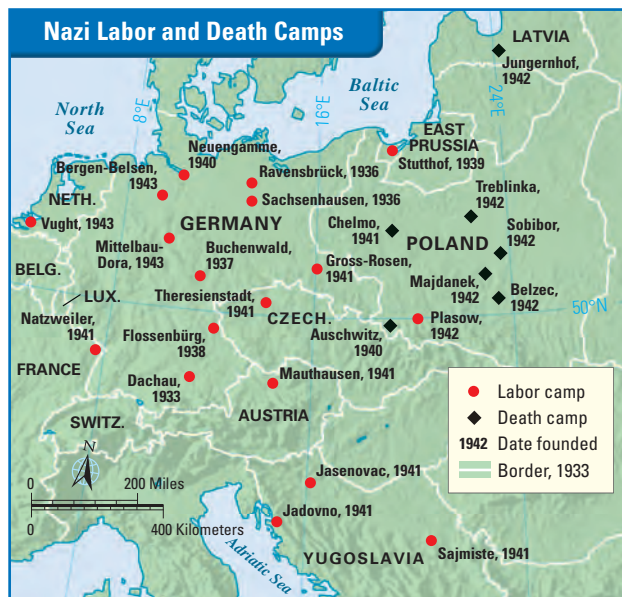 Nazi Labor and Death Camps
LATVIA
Jungernhof,
1942
North
Sea
8°E
Baltic
Sea
16°E
24°E
EAST
PRUSSIA
Stutthof, 1939
Neuengamme,
1940
Bergen-Belsen,
1943
Ravensbrück, 1936
Sachsenhausen, 1936
NETH.
Vught, 1943
GERMANY
Treblinka,
1942
Chelmo,
1941
POLAND
Sobibor,
1942
Mittelbau-
Dora, 1943
Buchenwald,
1937
Gross-Rosen,
1941
Majdanek,
1942
Belzec,
1942
BELG.
LUX.
Theresienstadt,
1941
CZECH.
50°N
Natzweiler,
1941
Flossenbürg,
1938
Auschwitz,
1940
Plasow,
1942
FRANCE
Dachau,
1933
Mauthausen, 1941
AUSTRIA
SWITZ.
Labor camp
Death camp
1942 Date founded
Border, 1933
N
0 200 Miles
0 400 Kilometers
Jasenovac, 1941
Jadovno, 1941
Adriatic Sea
YUGOSLAVIA
Sajmiste, 1941